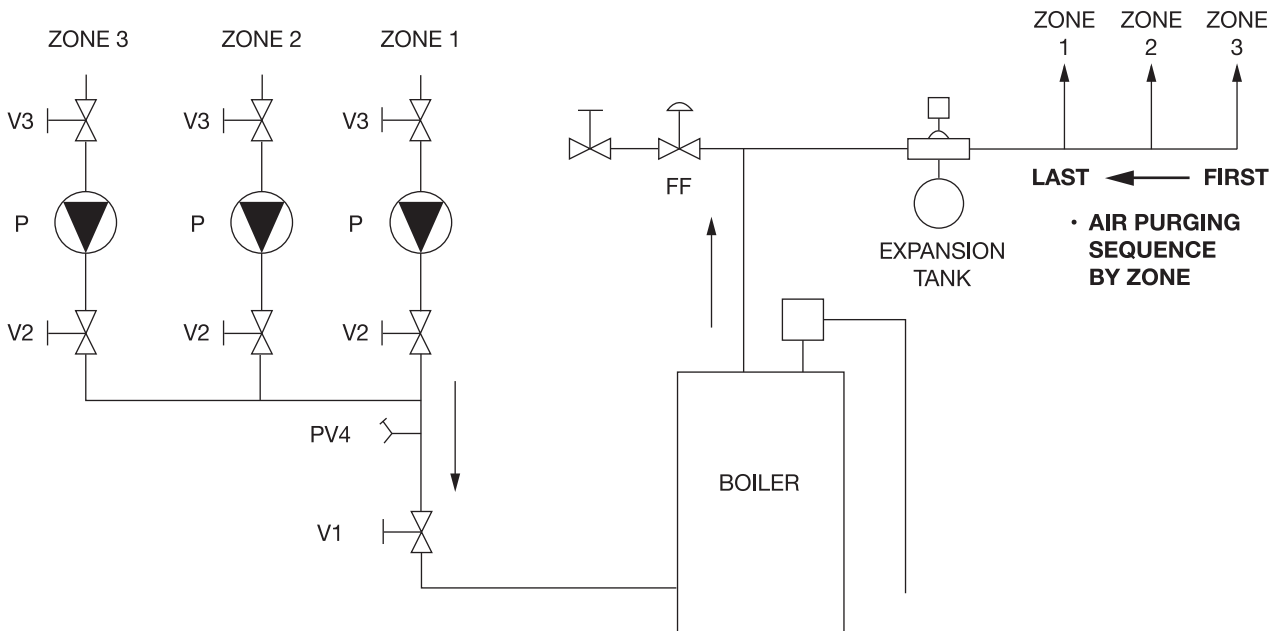 ZONE 3
ZONE 2
ZONE 1
ZONE
1
ZONE
2
ZONE
3
V3
V3
V3
FF
LAST
FIRST
P
P
P
EXPANSION
TANK
• AIR PURGING
SEQUENCE
BY ZONE
V2
V2
V2
PV4
BOILER
V1